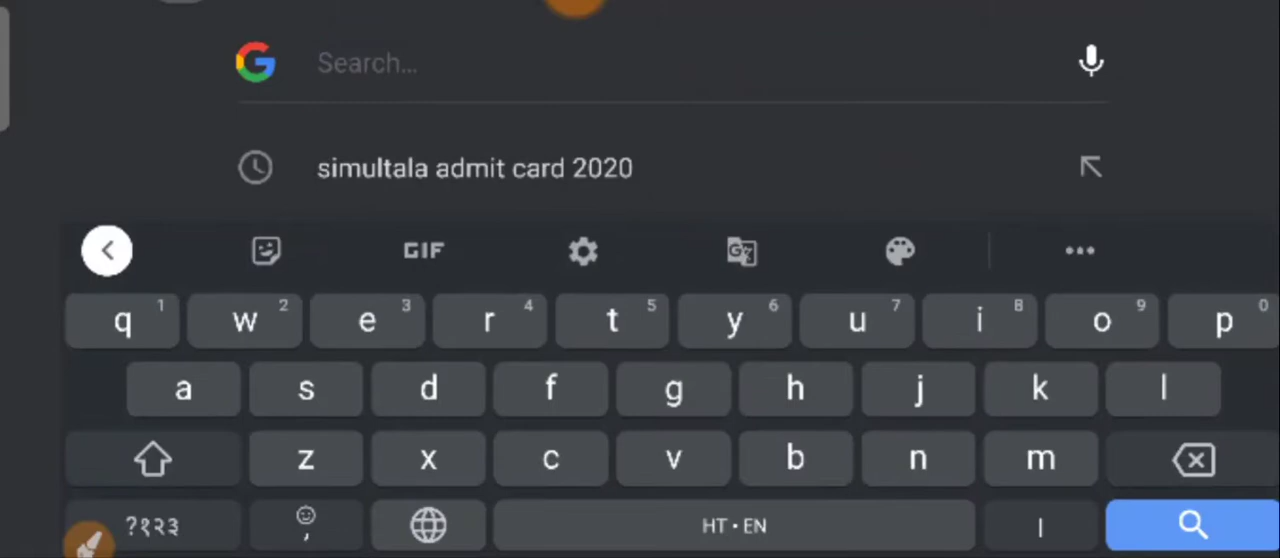 Search...
simultala admit card 2020
GIF
q 1 w 2 e 3 r 4 t 5 y 6 u 7 i 8 o 9 p 0
a s d f g h j k l
z x c v b n m
?१२३ , HT • EN ।